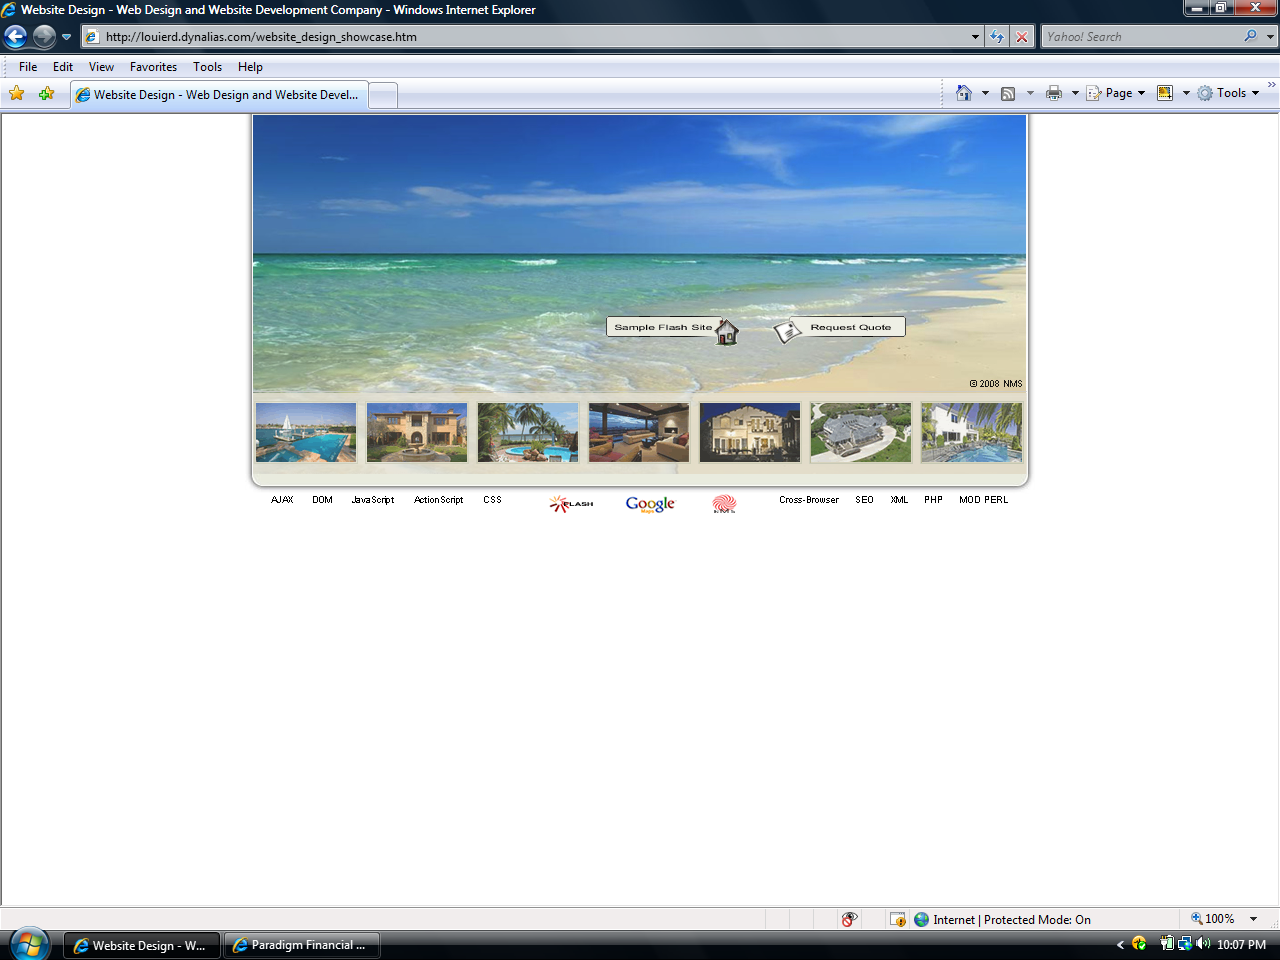 Website Design - Web Design and Website Development Company - Windows Internet Explorer
http://louierd.dynalias.com/website_design_showcase.htm
Yahoo! Search
File Edit View Favorites Tools Help
Website Design - Web Design and Website Devel...
Page Tools
Sample Flash Site
Request Quote
© 2008 NMS
AJAX DOM JavaScript ActionScript CSS FLASH Google Maps Cross-Browser SEO XML PHP MOD PERL
Internet | Protected Mode: On
100%
Website Design - W...
Paradigm Financial ...
10:07 PM